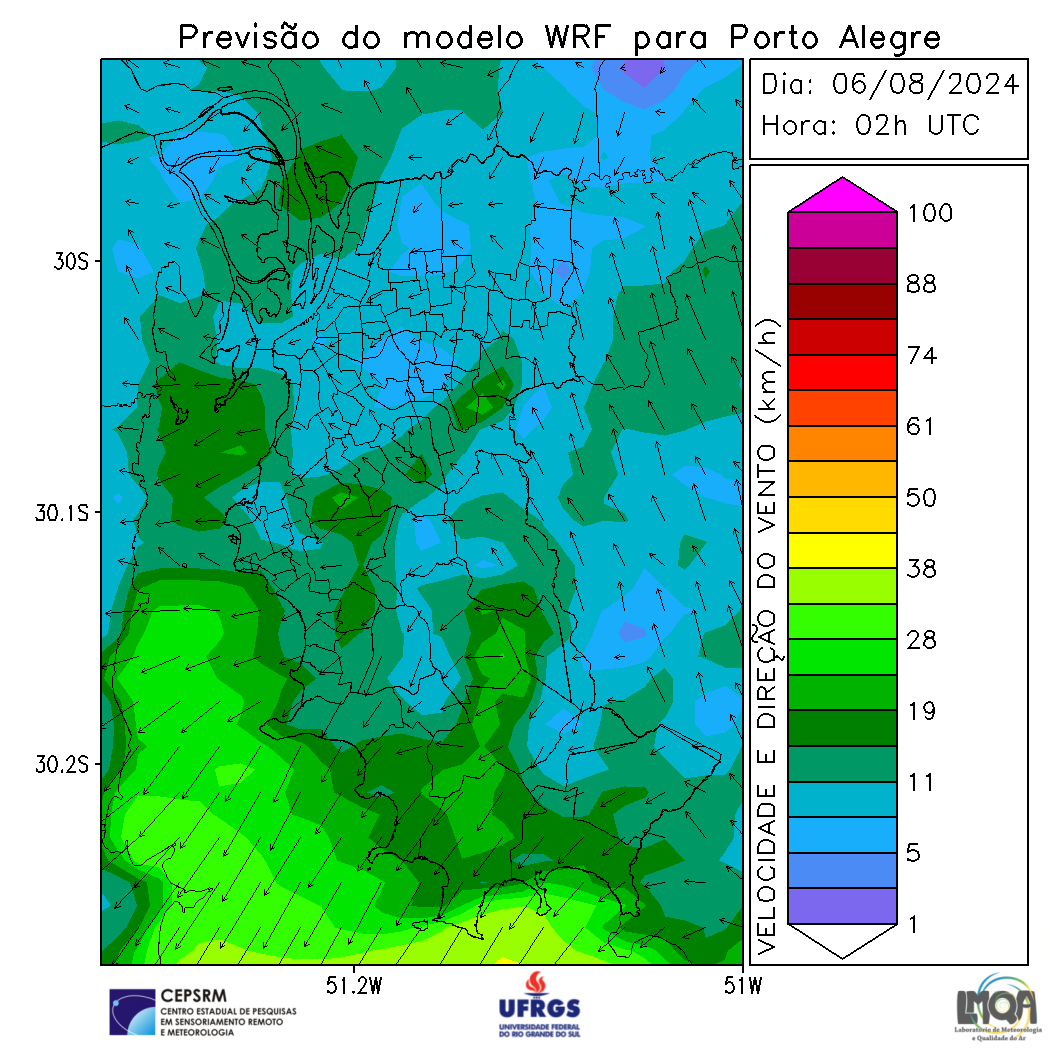 Previsão do modelo WRF para Porto Alegre
Dia: 06/08/2024
Hora: 02h UTC
30S
30.1S
30.2S
51.2W
51W
VELOCIDADE E DIREÇÃO DO VENTO (km/h)
100
88
74
61
50
38
28
19
11
5
1
CEPSRM
CENTRO ESTADUAL DE PESQUISAS
EM SENSORIAMENTO REMOTO
E METEOROLOGIA
UFRGS
UNIVERSIDADE FEDERAL
DO RIO GRANDE DO SUL
LMQA
Laboratório de Meteorologia
e Qualidade do Ar